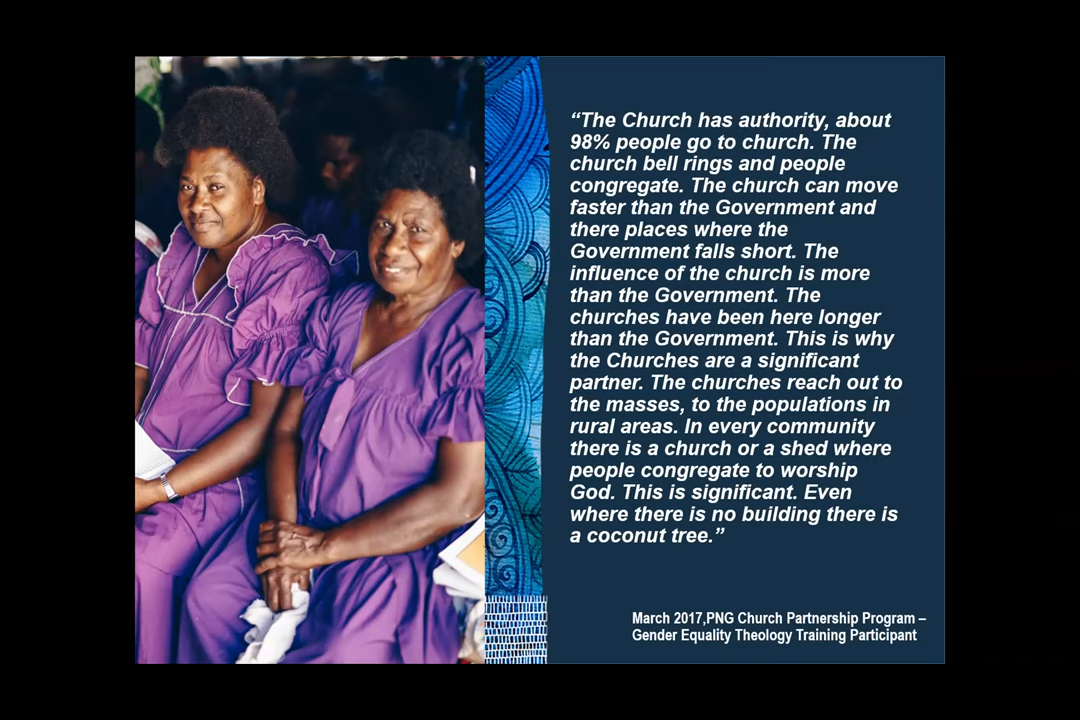 “The Church has authority, about
98% people go to church. The
church bell rings and people
congregate. The church can move
faster than the Government and
there places where the
Government falls short. The
influence of the church is more
than the Government. The
churches have been here longer
than the Government. This is why
the Churches are a significant
partner. The churches reach out to
the masses, to the populations in
rural areas. In every community
there is a church or a shed where
people congregate to worship
God. This is significant. Even
where there is no building there is
a coconut tree.”
March 2017,PNG Church Partnership Program –
Gender Equality Theology Training Participant